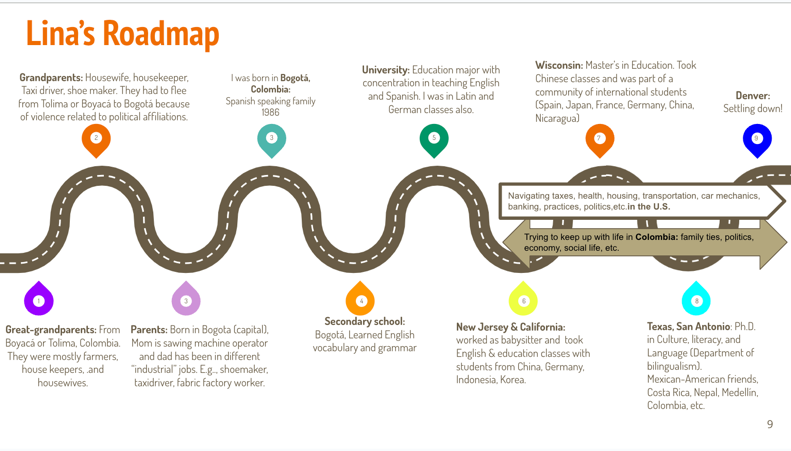 Lina's Roadmap
Grandparents: Housewife, housekeeper,
Taxi driver, shoe maker. They had to flee
from Tolima or Boyacá to Bogotá because
of violence related to political affiliations.
2
I was born in Bogotá,
Colombia:
Spanish speaking family
1986
3
University: Education major with
concentration in teaching English
and Spanish. I was in Latin and
German classes also.
5
Wisconsin: Master's in Education. Took
Chinese classes and was part of a
community of international students
(Spain, Japan, France, Germany, China,
Nicaragua)
7
Denver:
Settling down!
9
Navigating taxes, health, housing, transportation, car mechanics,
banking, practices, politics,etc.in the U.S.
Trying to keep up with life in Colombia: family ties, politics,
economy, social life, etc.
1
Great-grandparents: From
Boyacá or Tolima, Colombia.
They were mostly farmers,
house keepers, .and
housewives.
3
Parents: Born in Bogota (capital),
Mom is sawing machine operator
and dad has been in different
"industrial" jobs. E.g., shoemaker,
taxidriver, fabric factory worker.
4
Secondary school:
Bogotá, Learned English
vocabulary and grammar
6
New Jersey & California:
worked as babysitter and took
English & education classes with
students from China, Germany,
Indonesia, Korea.
8
Texas, San Antonio: Ph.D.
in Culture, literacy, and
Language (Department of
bilingualism).
Mexican-American friends,
Costa Rica, Nepal, Medellín,
Colombia, etc.
9